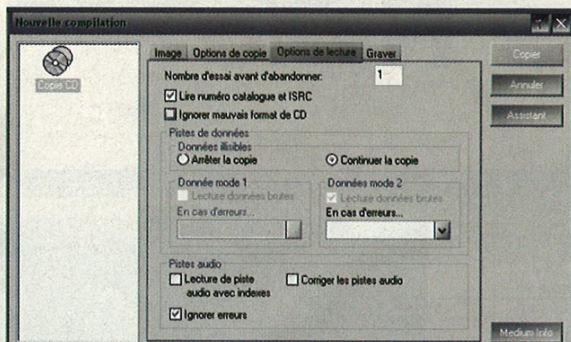 Nouvelle compilation
Copie CD
Image Options de copie Options de lecture Graver
Copier
Annuler
Assistant
Nombre d'essai avant d'abandonner: 1
Lire numéro catalogue et ISRC
Ignorer mauvais format de CD
Pistes de données
Données illisibles
Arrêter la copie Continuer la copie
Donnée mode 1 Données mode 2
Lecture données brutes Lecture données brutes
En cas d'erreurs... En cas d'erreurs...
Pistes audio
Lecture de piste Corriger les pistes audio
audio avec indexes
Ignorer erreurs
Medium Info